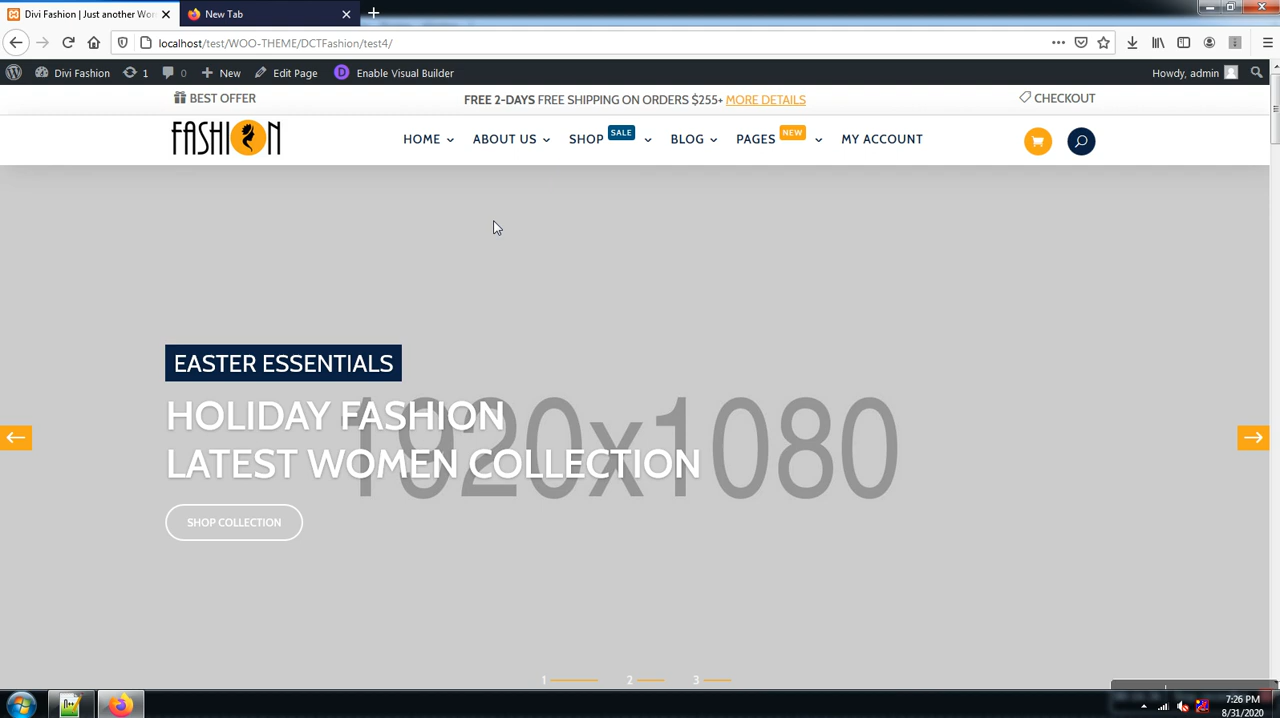 Divi Fashion | Just another Wo
New Tab
localhost/test/WOO-THEME/DCTFashion/test4/
Divi Fashion 1 0 New Edit Page D Enable Visual Builder Howdy, admin
BEST OFFER FREE 2-DAYS FREE SHIPPING ON ORDERS $255+ MORE DETAILS CHECKOUT
FASHION HOME ABOUT US SHOP SALE BLOG PAGES NEW MY ACCOUNT
EASTER ESSENTIALS
1920x1080
HOLIDAY FASHION
LATEST WOMEN COLLECTION
SHOP COLLECTION
1 2 3
7:26 PM
8/31/2020